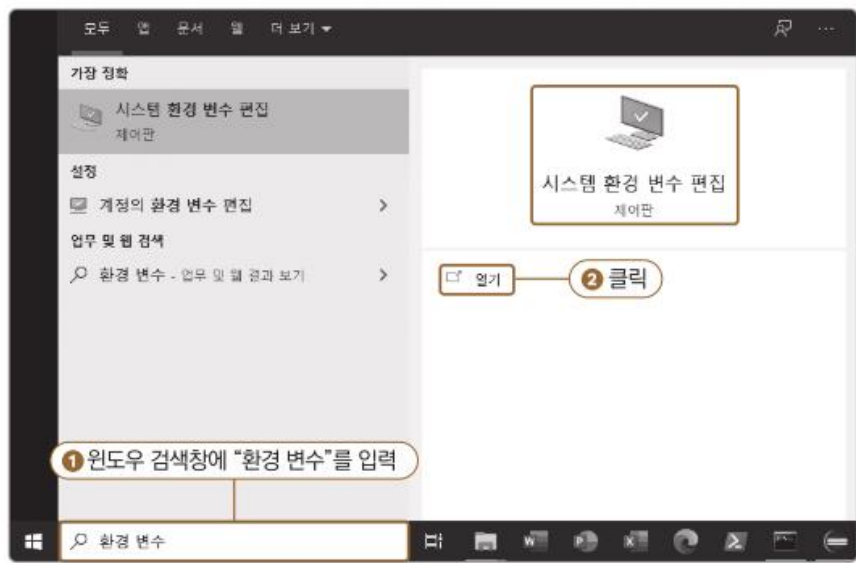 모두 앱 문서 웹 더 보기
가장 정확
시스템 환경 변수 편집
제어판
설정
계정의 환경 변수 편집
업무 및 웹 검색
환경 변수 - 업무 및 웹 결과 보기
시스템 환경 변수 편집
제어판
열기
2 클릭
1 윈도우 검색창에 “환경 변수”를 입력
환경 변수